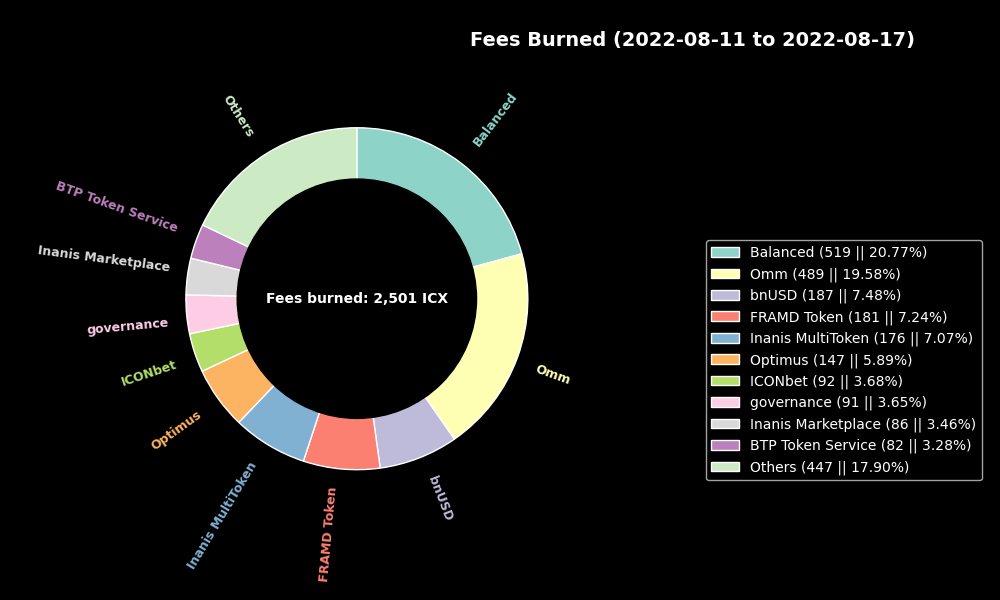 Fees Burned (2022-08-11 to 2022-08-17)
Balanced
Others
BTP Token Service
Inanis Marketplace
governance
ICONbet
Optimus
Inanis MultiToken
FRAMD Token
bnUSD
Omm
Fees burned: 2,501 ICX
Balanced (519 || 20.77%)
Omm (489 || 19.58%)
bnUSD (187 || 7.48%)
FRAMD Token (181 || 7.24%)
Inanis MultiToken (176 || 7.07%)
Optimus (147 || 5.89%)
ICONbet (92 || 3.68%)
governance (91 || 3.65%)
Inanis Marketplace (86 || 3.46%)
BTP Token Service (82 || 3.28%)
Others (447 || 17.90%)